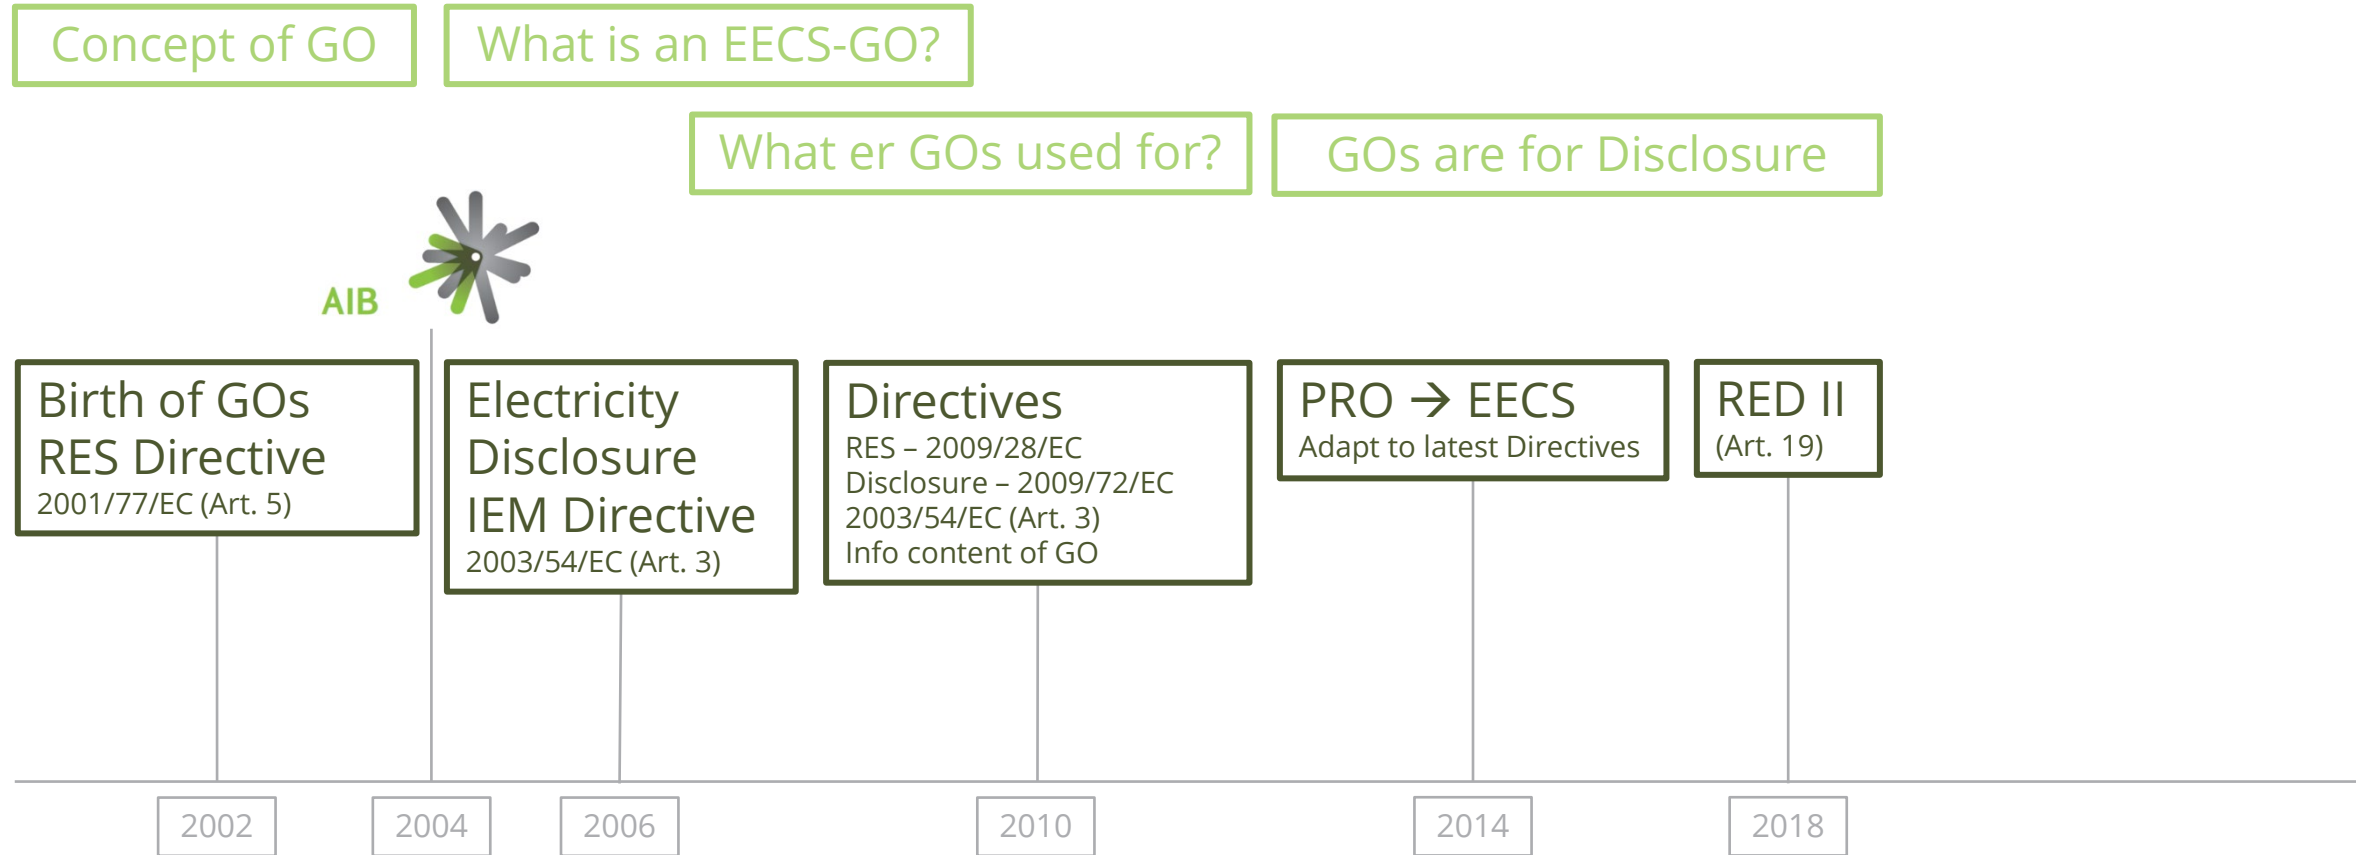 Concept of GO
What is an EECS-GO?
What er GOs used for?
GOs are for Disclosure
AIB
Birth of GOs
RES Directive
2001/77/EC (Art. 5)
Electricity
Disclosure
IEM Directive
2003/54/EC (Art. 3)
Directives
RES – 2009/28/EC
Disclosure – 2009/72/EC
2003/54/EC (Art. 3)
Info content of GO
PRO → EECS
Adapt to latest Directives
RED II
(Art. 19)
2002
2004
2006
2010
2014
2018